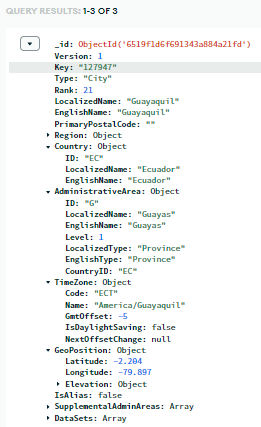 QUERY RESULTS: 1-3 OF 3
_id: ObjectId('6519f1d6f691343a884a21fd')
Version: 1
Key: "127947"
Type: "City"
Rank: 21
LocalizedName: "Guayaquil"
EnglishName: "Guayaquil"
PrimaryPostalCode: ""
Region: Object
Country: Object
ID: "EC"
LocalizedName: "Ecuador"
EnglishName: "Ecuador"
AdministrativeArea: Object
ID: "G"
LocalizedName: "Guayas"
EnglishName: "Guayas"
Level: 1
LocalizedType: "Province"
EnglishType: "Province"
CountryID: "EC"
TimeZone: Object
Code: "ECT"
Name: "America/Guayaquil"
GmtOffset: -5
IsDaylightSaving: false
NextOffsetChange: null
GeoPosition: Object
Latitude: -2.204
Longitude: -79.897
Elevation: Object
IsAlias: false
SupplementalAdminAreas: Array
DataSets: Array